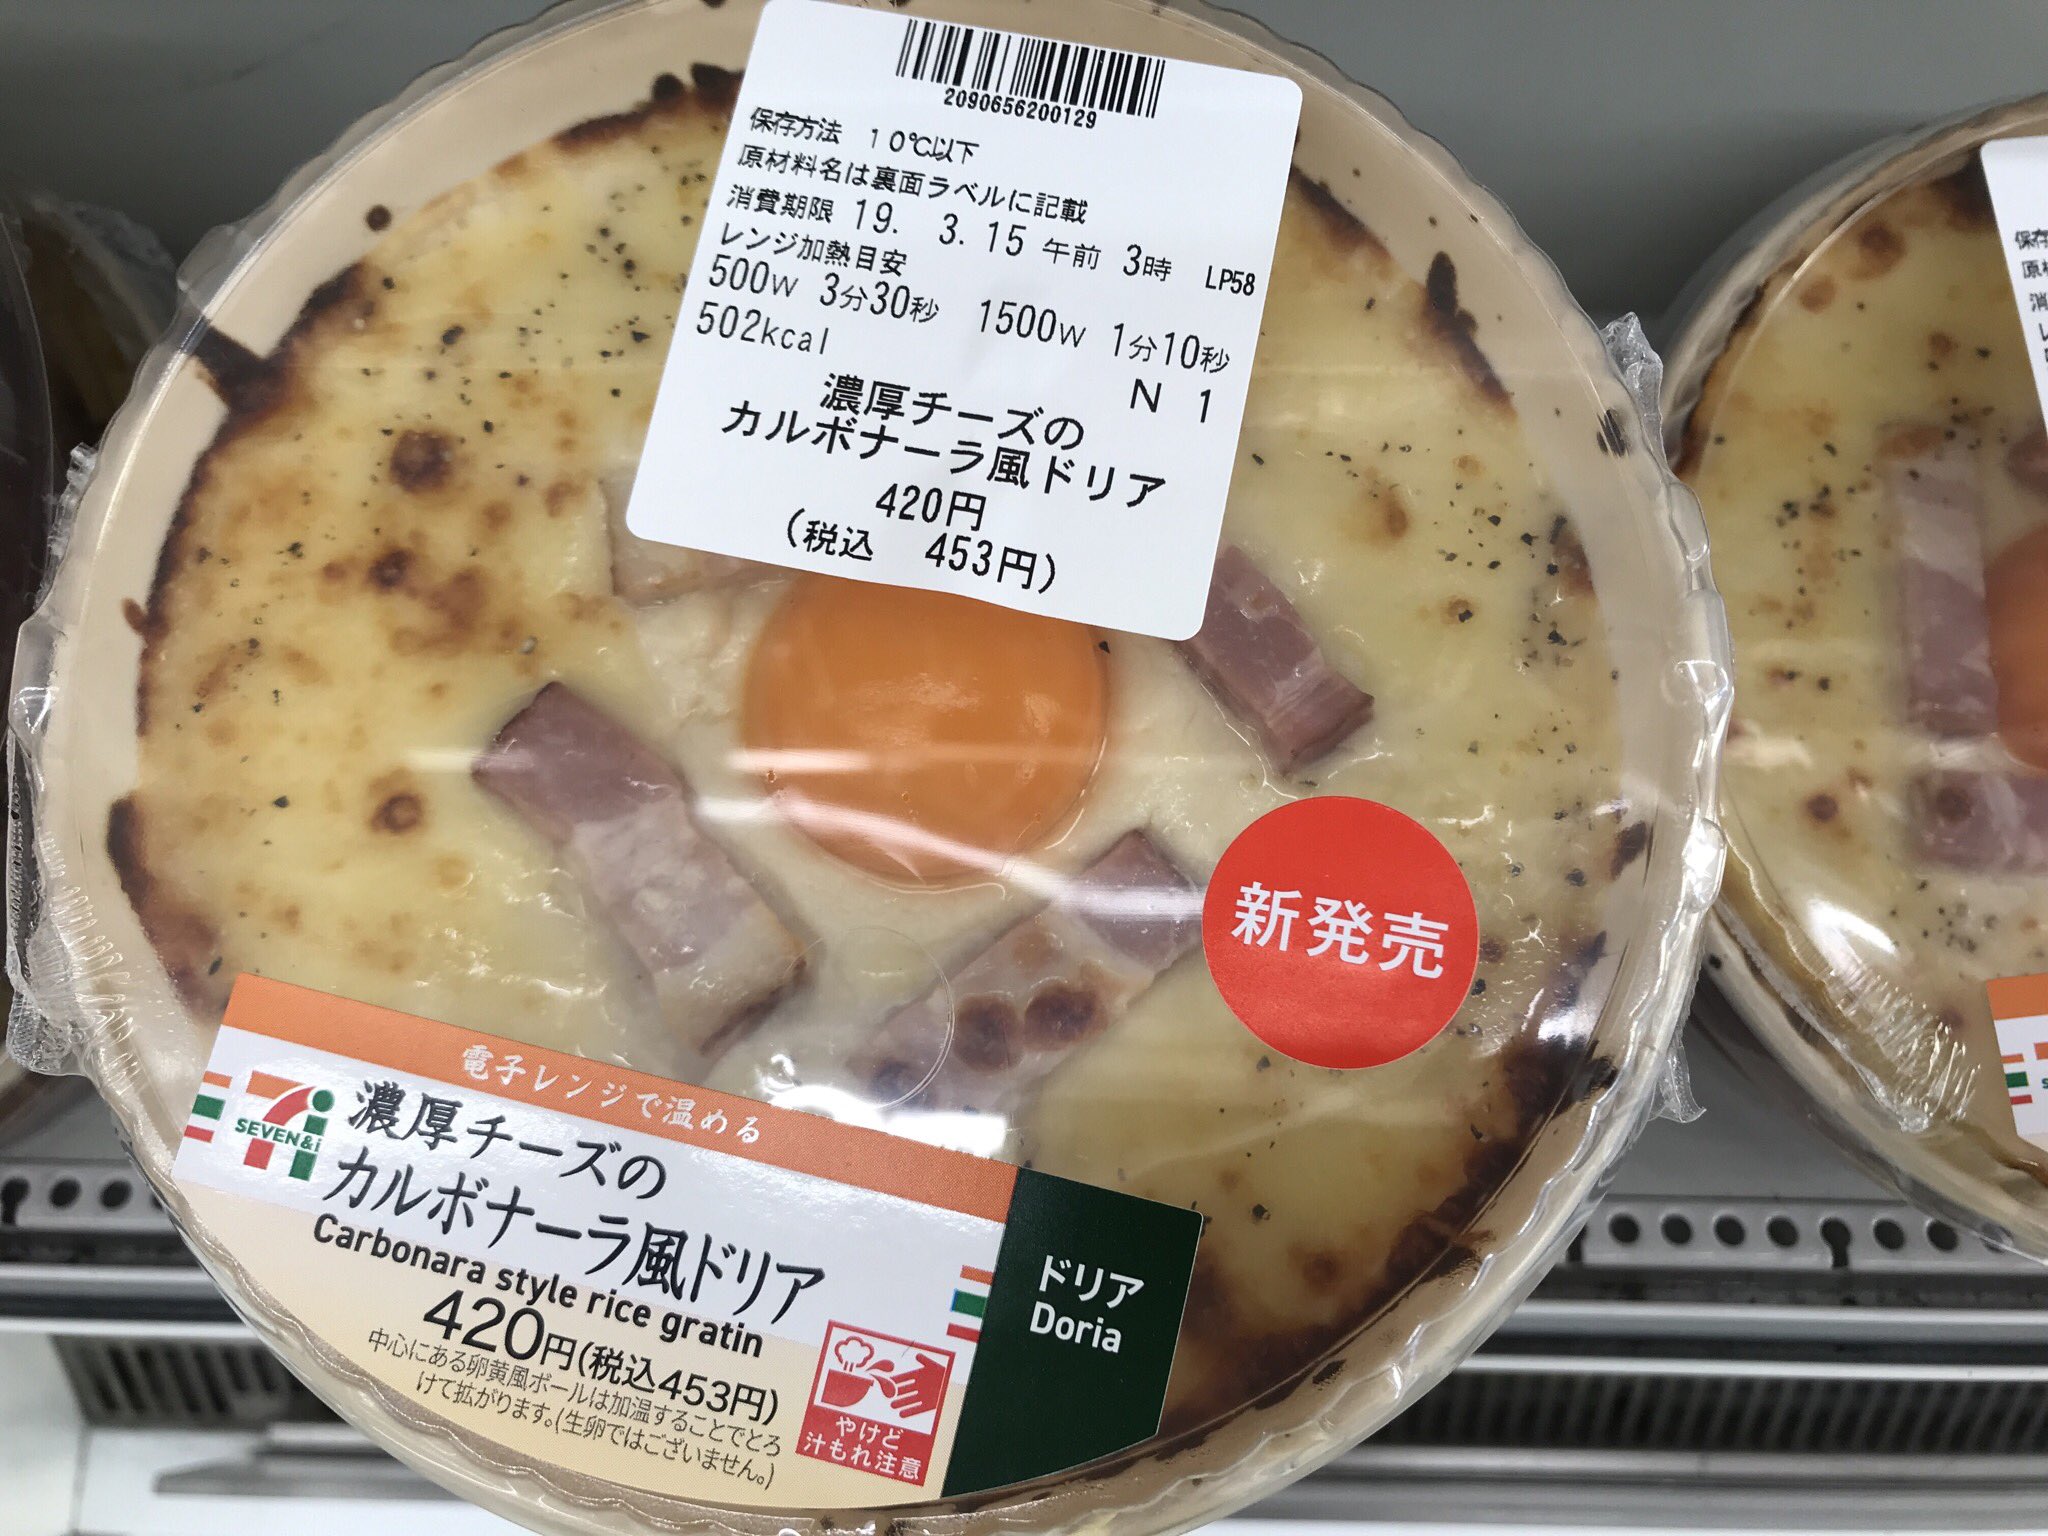 2090656200129
保存方法 10℃以下
原材料名は裏面ラベルに記載
消費期限 19. 3. 15 午前 3時 LP58
レンジ加熱目安
500W 3分30秒 1500W 1分10秒
502kcal
N 1
濃厚チーズの
カルボナーラ風ドリア
420円
(税込 453円)
新発売
電子レンジで温める
SEVEN&i
濃厚チーズの
カルボナーラ風ドリア
Carbonara style rice gratin
420円(税込453円)
中心にある卵黄風ボールは加温することでとろ
けて拡がります。(生卵ではございません。)
やけど
汁もれ注意
ドリア
Doria